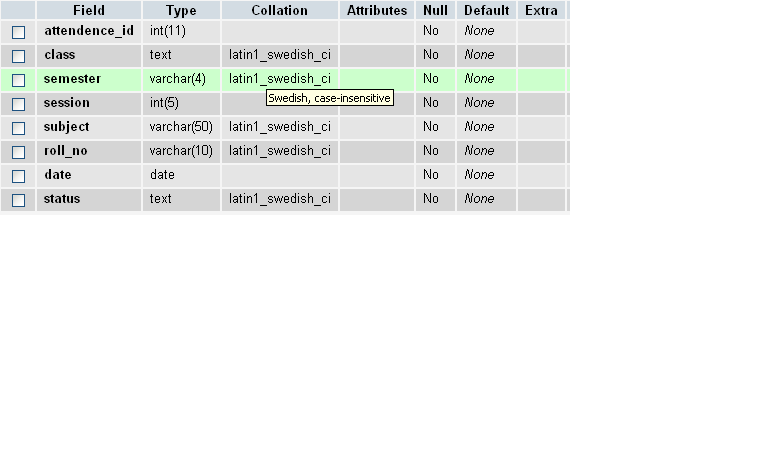 Field Type Collation Attributes Null Default Extra
attendence_id int(11) No None
class text latin1_swedish_ci No None
semester varchar(4) latin1_swedish_ci No None
Swedish, case-insensitive
session int(5) No None
subject varchar(50) latin1_swedish_ci No None
roll_no varchar(10) latin1_swedish_ci No None
date date No None
status text latin1_swedish_ci No None